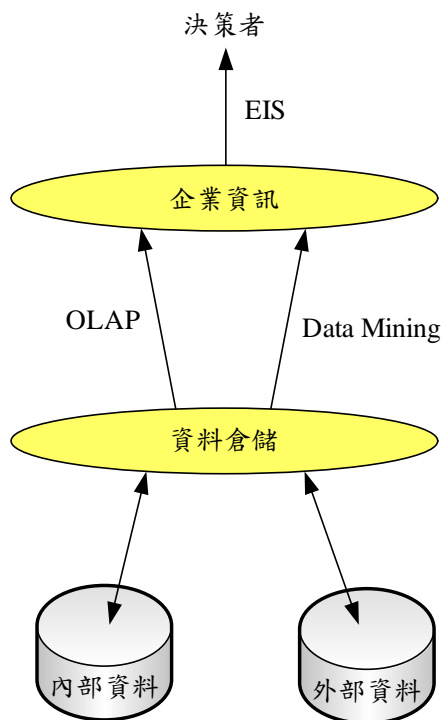 決策者
EIS
企業資訊
OLAP
Data Mining
資料倉儲
內部資料
外部資料